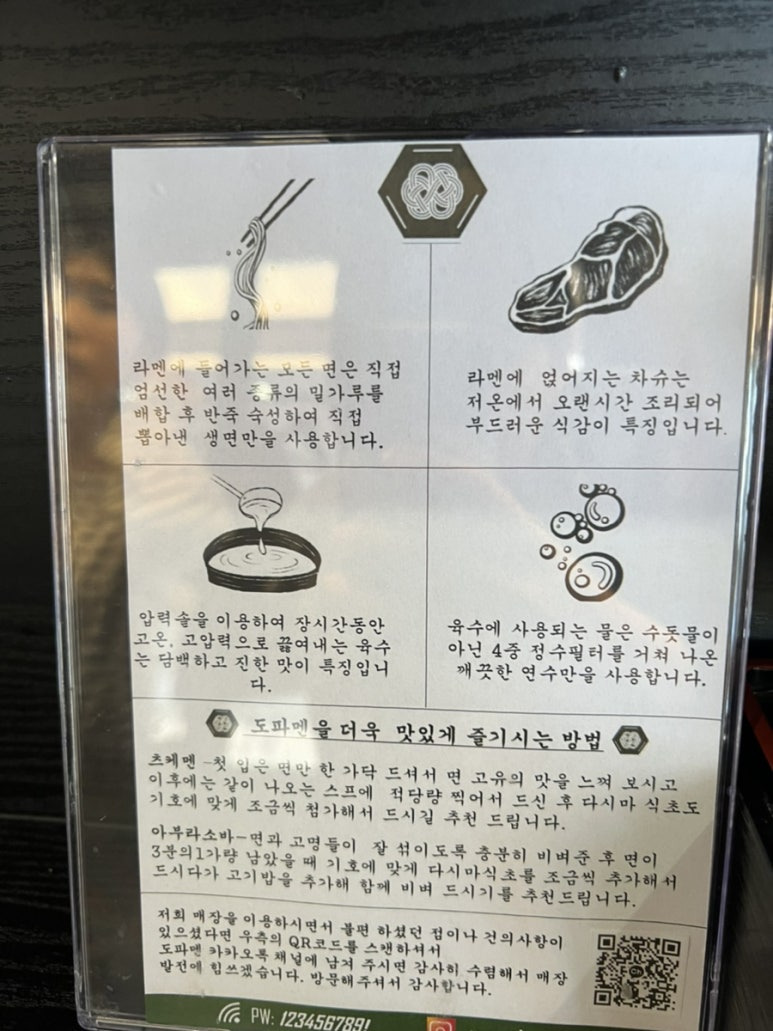 라멘에 들어가는 모든 면은 직접
엄선한 여러 종류의 밀가루를
배합 후 반죽 숙성하여 직접
뽑아낸 생면만을 사용합니다.
라멘에 얹어지는 차슈는
저온에서 오랜시간 조리되어
부드러운 식감이 특징입니다.
압력솥을 이용하여 장시간동안
고온, 고압력으로 끓여내는 육수
는 담백하고 진한 맛이 특징입니
다.
육수에 사용되는 물은 수돗물이
아닌 4중 정수필터를 거쳐 나온
깨끗한 연수만을 사용합니다.
도파멘을 더욱 맛있게 즐기시는 방법
츠케멘 -첫 입은 면만 한 가닥 드셔서 면 고유의 맛을 느껴 보시고
이후에는 같이 나오는 스프에 적당량 찍어서 드신 후 다시마 식초도
기호에 맞게 조금씩 첨가해서 드시길 추천 드립니다.
아부라소바-면과 고명들이 잘 섞이도록 충분히 비벼준 후 면이
3분의1가량 남았을 때 기호에 맞게 다시마식초를 조금씩 추가해서
드시다가 고기밥을 추가해 함께 비벼 드시기를 추천드립니다.
저희 매장을 이용하시면서 불편 하셨던 점이나 건의사항이
있으셨다면 우측의 QR코드를 스캔하셔서
도파멘 카카오톡 채널에 남겨 주시면 감사히 수렴해서 매장
발전에 힘쓰겠습니다. 방문해주셔서 감사합니다.
PW: 123456789!